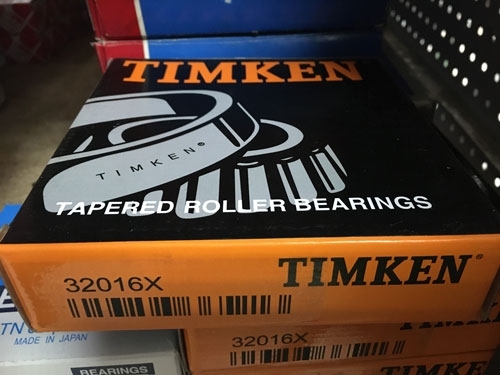 TIMKEN
TIMKEN®
TAPERED ROLLER BEARINGS
32016X
TIMKEN®
32016X
TN
MADE IN JAPAN
BEARINGS